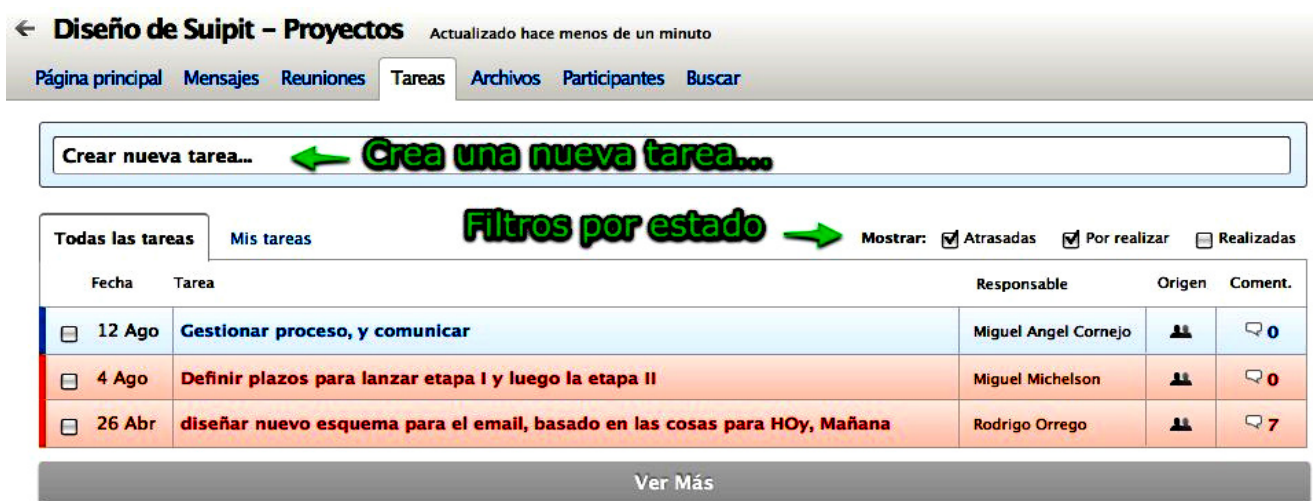 Diseño de Suipit – Proyectos Actualizado hace menos de un minuto
Página principal Mensajes Reuniones Tareas Archivos Participantes Buscar
Crear nueva tarea... Crea una nueva tarea...
Filtros por estado
Todas las tareas Mis tareas Mostrar: Atrasadas Por realizar Realizadas
Fecha Tarea Responsable Origen Coment.
12 Ago Gestionar proceso, y comunicar Miguel Angel Cornejo 0
4 Ago Definir plazos para lanzar etapa I y luego la etapa II Miguel Michelson 0
26 Abr diseñar nuevo esquema para el email, basado en las cosas para HOy, Mañana Rodrigo Orrego 7
Ver Más